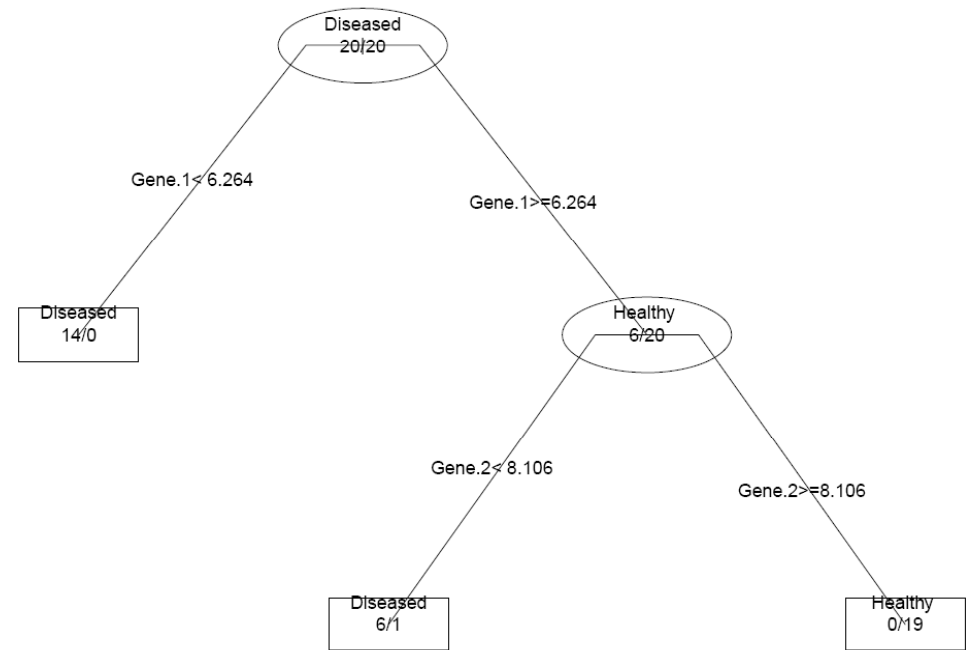 Diseased
20/20
Gene.1< 6.264
Gene.1>=6.264
Diseased
14/0
Healthy
6/20
Gene.2< 8.106
Gene.2>=8.106
Diseased
6/1
Healthy
0/19